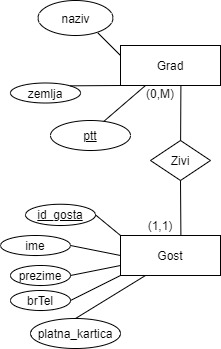 naziv
Grad
zemlja
(0,M)
ptt
Zivi
id_gosta
(1,1)
ime
Gost
prezime
brTel
platna_kartica